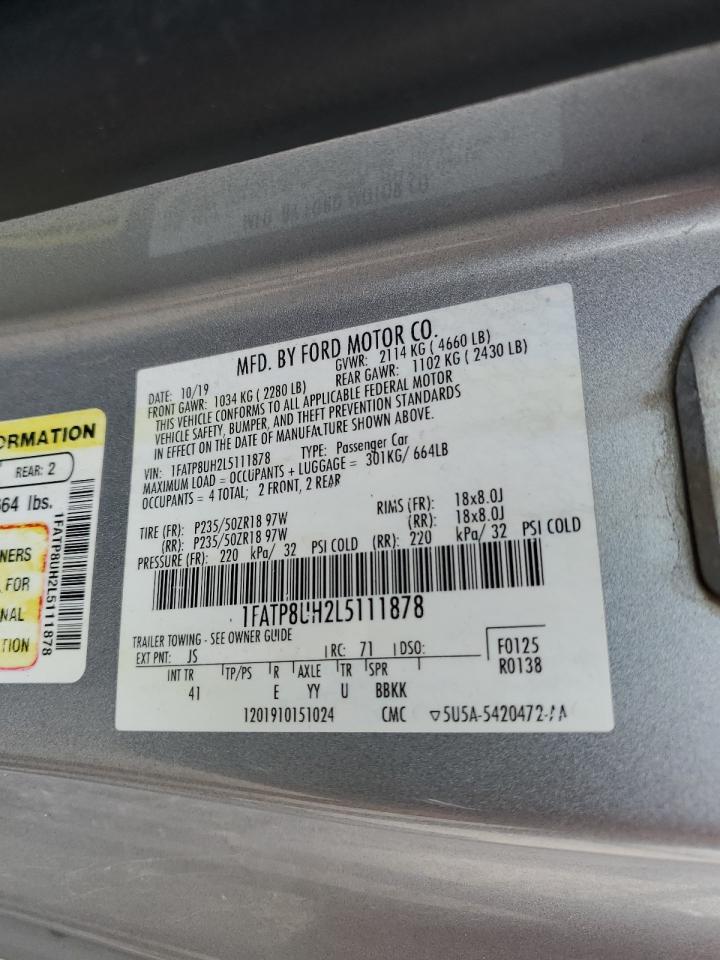 MFD. BY FORD MOTOR CO.
DATE: 10/19 GVWR: 2114 KG ( 4660 LB)
FRONT GAWR: 1034 KG ( 2280 LB) REAR GAWR: 1102 KG ( 2430 LB)
THIS VEHICLE CONFORMS TO ALL APPLICABLE FEDERAL MOTOR
VEHICLE SAFETY, BUMPER, AND THEFT PREVENTION STANDARDS
IN EFFECT ON THE DATE OF MANUFACTURE SHOWN ABOVE.
VIN: 1FATP8UH2L5111878 TYPE: Passenger Car
MAXIMUM LOAD = OCCUPANTS + LUGGAGE = 301KG/ 664LB
OCCUPANTS = 4 TOTAL; 2 FRONT, 2 REAR
TIRE (FR): P235/50ZR18 97W RIMS (FR): 18x8.0J
(RR): P235/50ZR18 97W (RR): 18x8.0J
PRESSURE (FR): 220 kPa/ 32 PSI COLD (RR): 220 kPa/ 32 PSI COLD
1FATP8UH2L5111878
TRAILER TOWING - SEE OWNER GUIDE
EXT PNT: JS RC: 71 DSO: F0125
R0138
INT TR TP/PS R AXLE TR SPR
41 E YY U BBKK
1201910151024 CMC ▽5U5A-5420472-AA
ORMATION
REAR: 2
664 lbs.
NERS
FOR
NAL
TION
1FATP8UH2L5111878